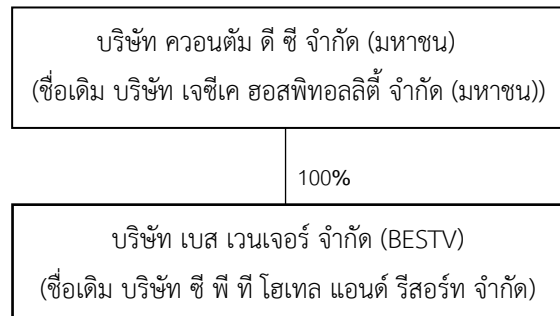 บริษัท ควอนตัม ดี ซี จำกัด (มหาชน)
(ชื่อเดิม บริษัท เจซีเค ฮอสพิทอลลิตี้ จำกัด (มหาชน))
100%
บริษัท เบส เวนเจอร์ จำกัด (BESTV)
(ชื่อเดิม บริษัท ซี พี ที โฮเทล แอนด์ รีสอร์ท จำกัด)